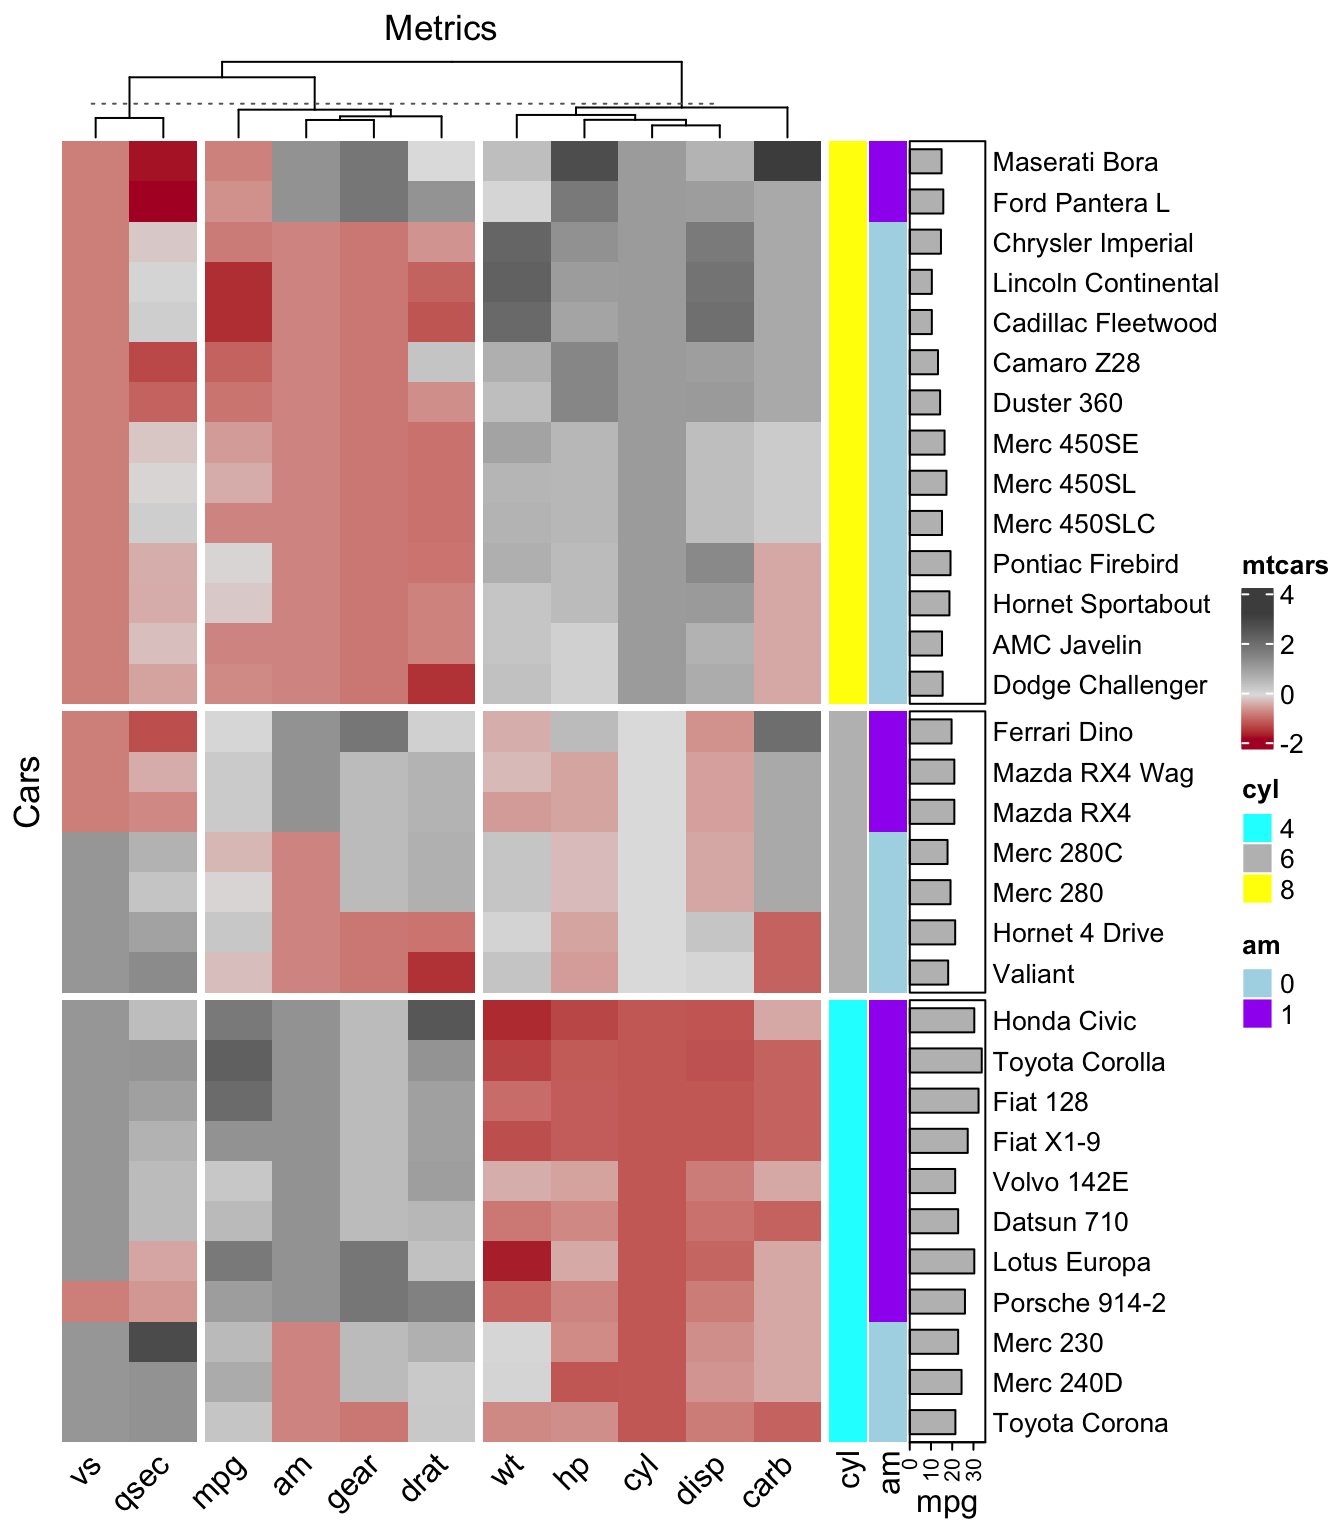 Metrics
Cars
Maserati Bora
Ford Pantera L
Chrysler Imperial
Lincoln Continental
Cadillac Fleetwood
Camaro Z28
Duster 360
Merc 450SE
Merc 450SL
Merc 450SLC
Pontiac Firebird
Hornet Sportabout
AMC Javelin
Dodge Challenger
Ferrari Dino
Mazda RX4 Wag
Mazda RX4
Merc 280C
Merc 280
Hornet 4 Drive
Valiant
Honda Civic
Toyota Corolla
Fiat 128
Fiat X1-9
Volvo 142E
Datsun 710
Lotus Europa
Porsche 914-2
Merc 230
Merc 240D
Toyota Corona
vs
qsec
mpg
am
gear
drat
wt
hp
cyl
disp
carb
cyl
am
0
10
20
30
mpg
mtcars
4
2
0
-2
cyl
4
6
8
am
0
1